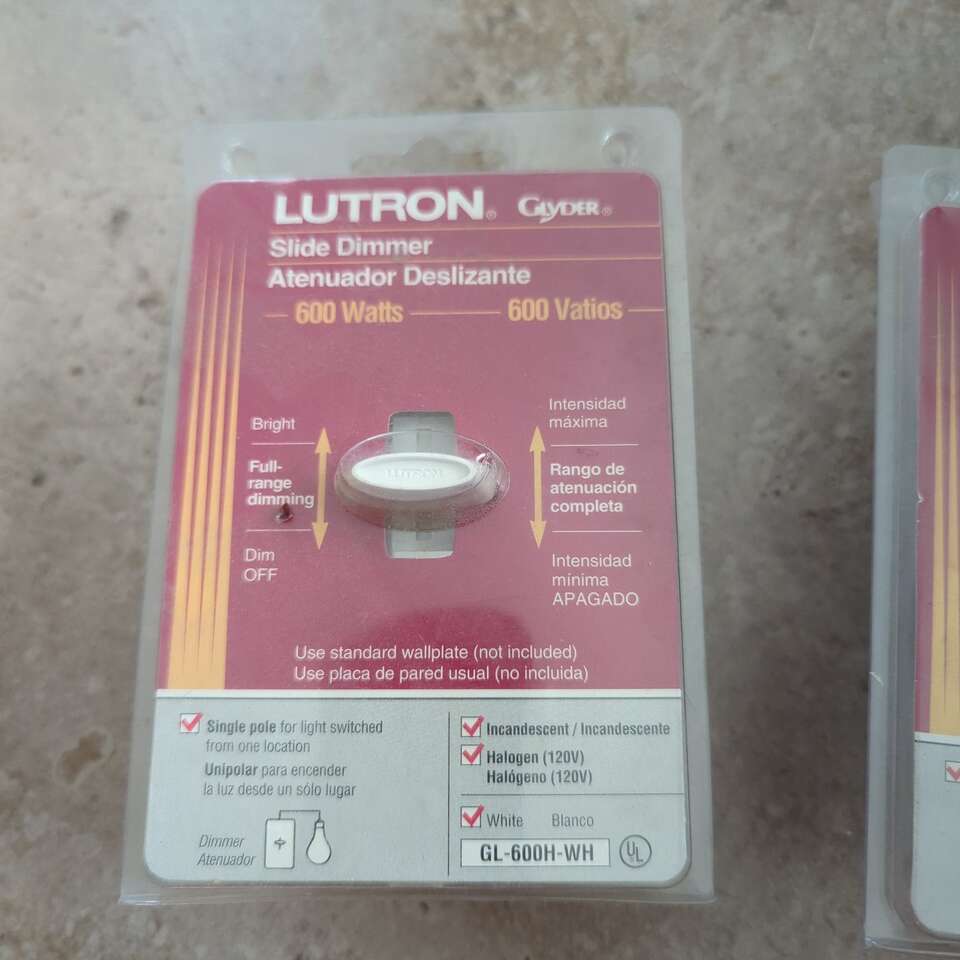 LUTRON® GLYDER®
Slide Dimmer
Atenuador Deslizante
600 Watts 600 Vatios
Bright
Full-
range
dimming
Dim
OFF
LUTRON
Intensidad
máxima
Rango de
atenuación
completa
Intensidad
mínima
APAGADO
Use standard wallplate (not included)
Use placa de pared usual (no incluida)
Single pole for light switched
from one location
Unipolar para encender
la luz desde un sólo lugar
Dimmer
Atenuador
Incandescent / Incandescente
Halogen (120V)
Halógeno (120V)
White Blanco
GL-600H-WH UL